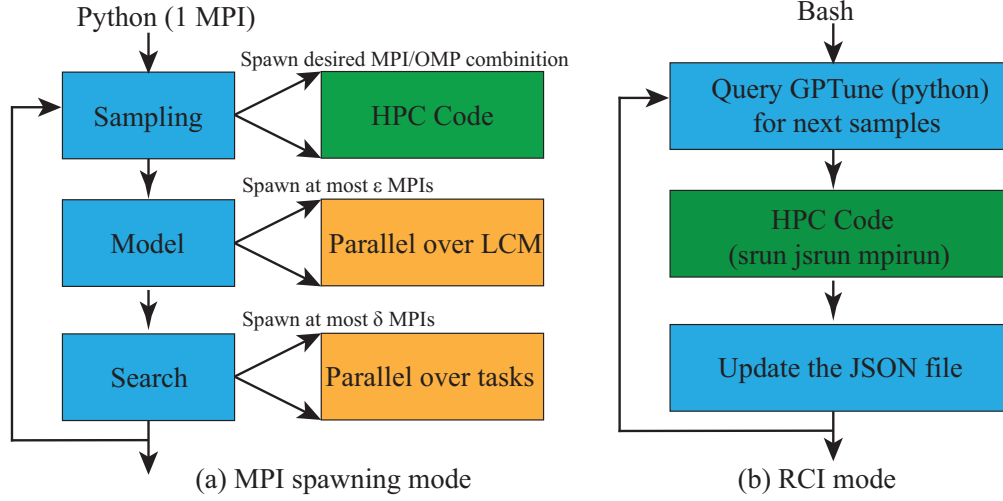 Python (1 MPI)
Spawn desired MPI/OMP combinition
Sampling
HPC Code
Spawn at most ε MPIs
Model
Parallel over LCM
Spawn at most δ MPIs
Search
Parallel over tasks
(a) MPI spawning mode
Bash
Query GPTune (python)
for next samples
HPC Code
(srun jsrun mpirun)
Update the JSON file
(b) RCI mode